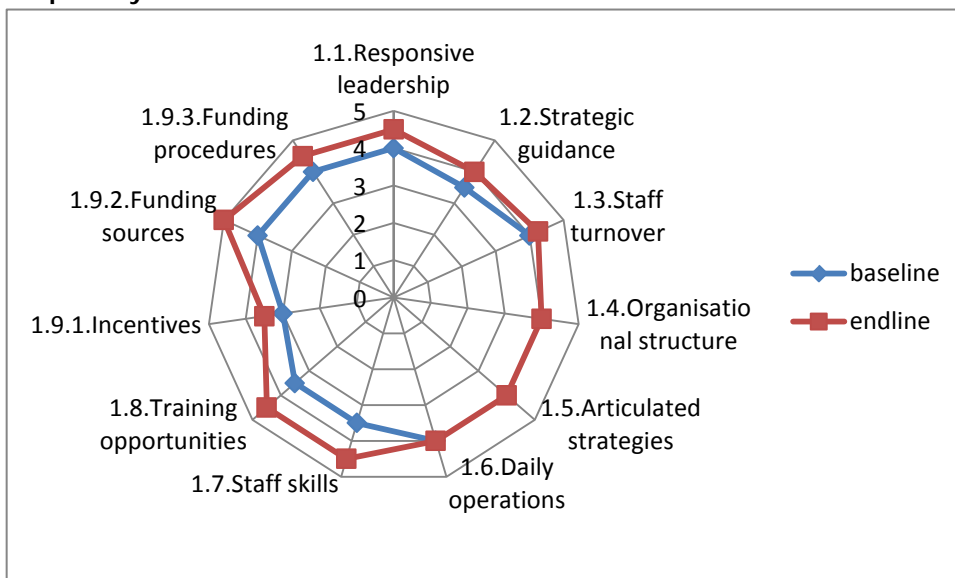 1.1.Responsive
leadership
1.2.Strategic
guidance
1.3.Staff
turnover
1.4.Organisatio
nal structure
1.5.Articulated
strategies
1.6.Daily
operations
1.7.Staff skills
1.8.Training
opportunities
1.9.1.Incentives
1.9.2.Funding
sources
1.9.3.Funding
procedures
5
4
3
2
1
0
baseline
endline